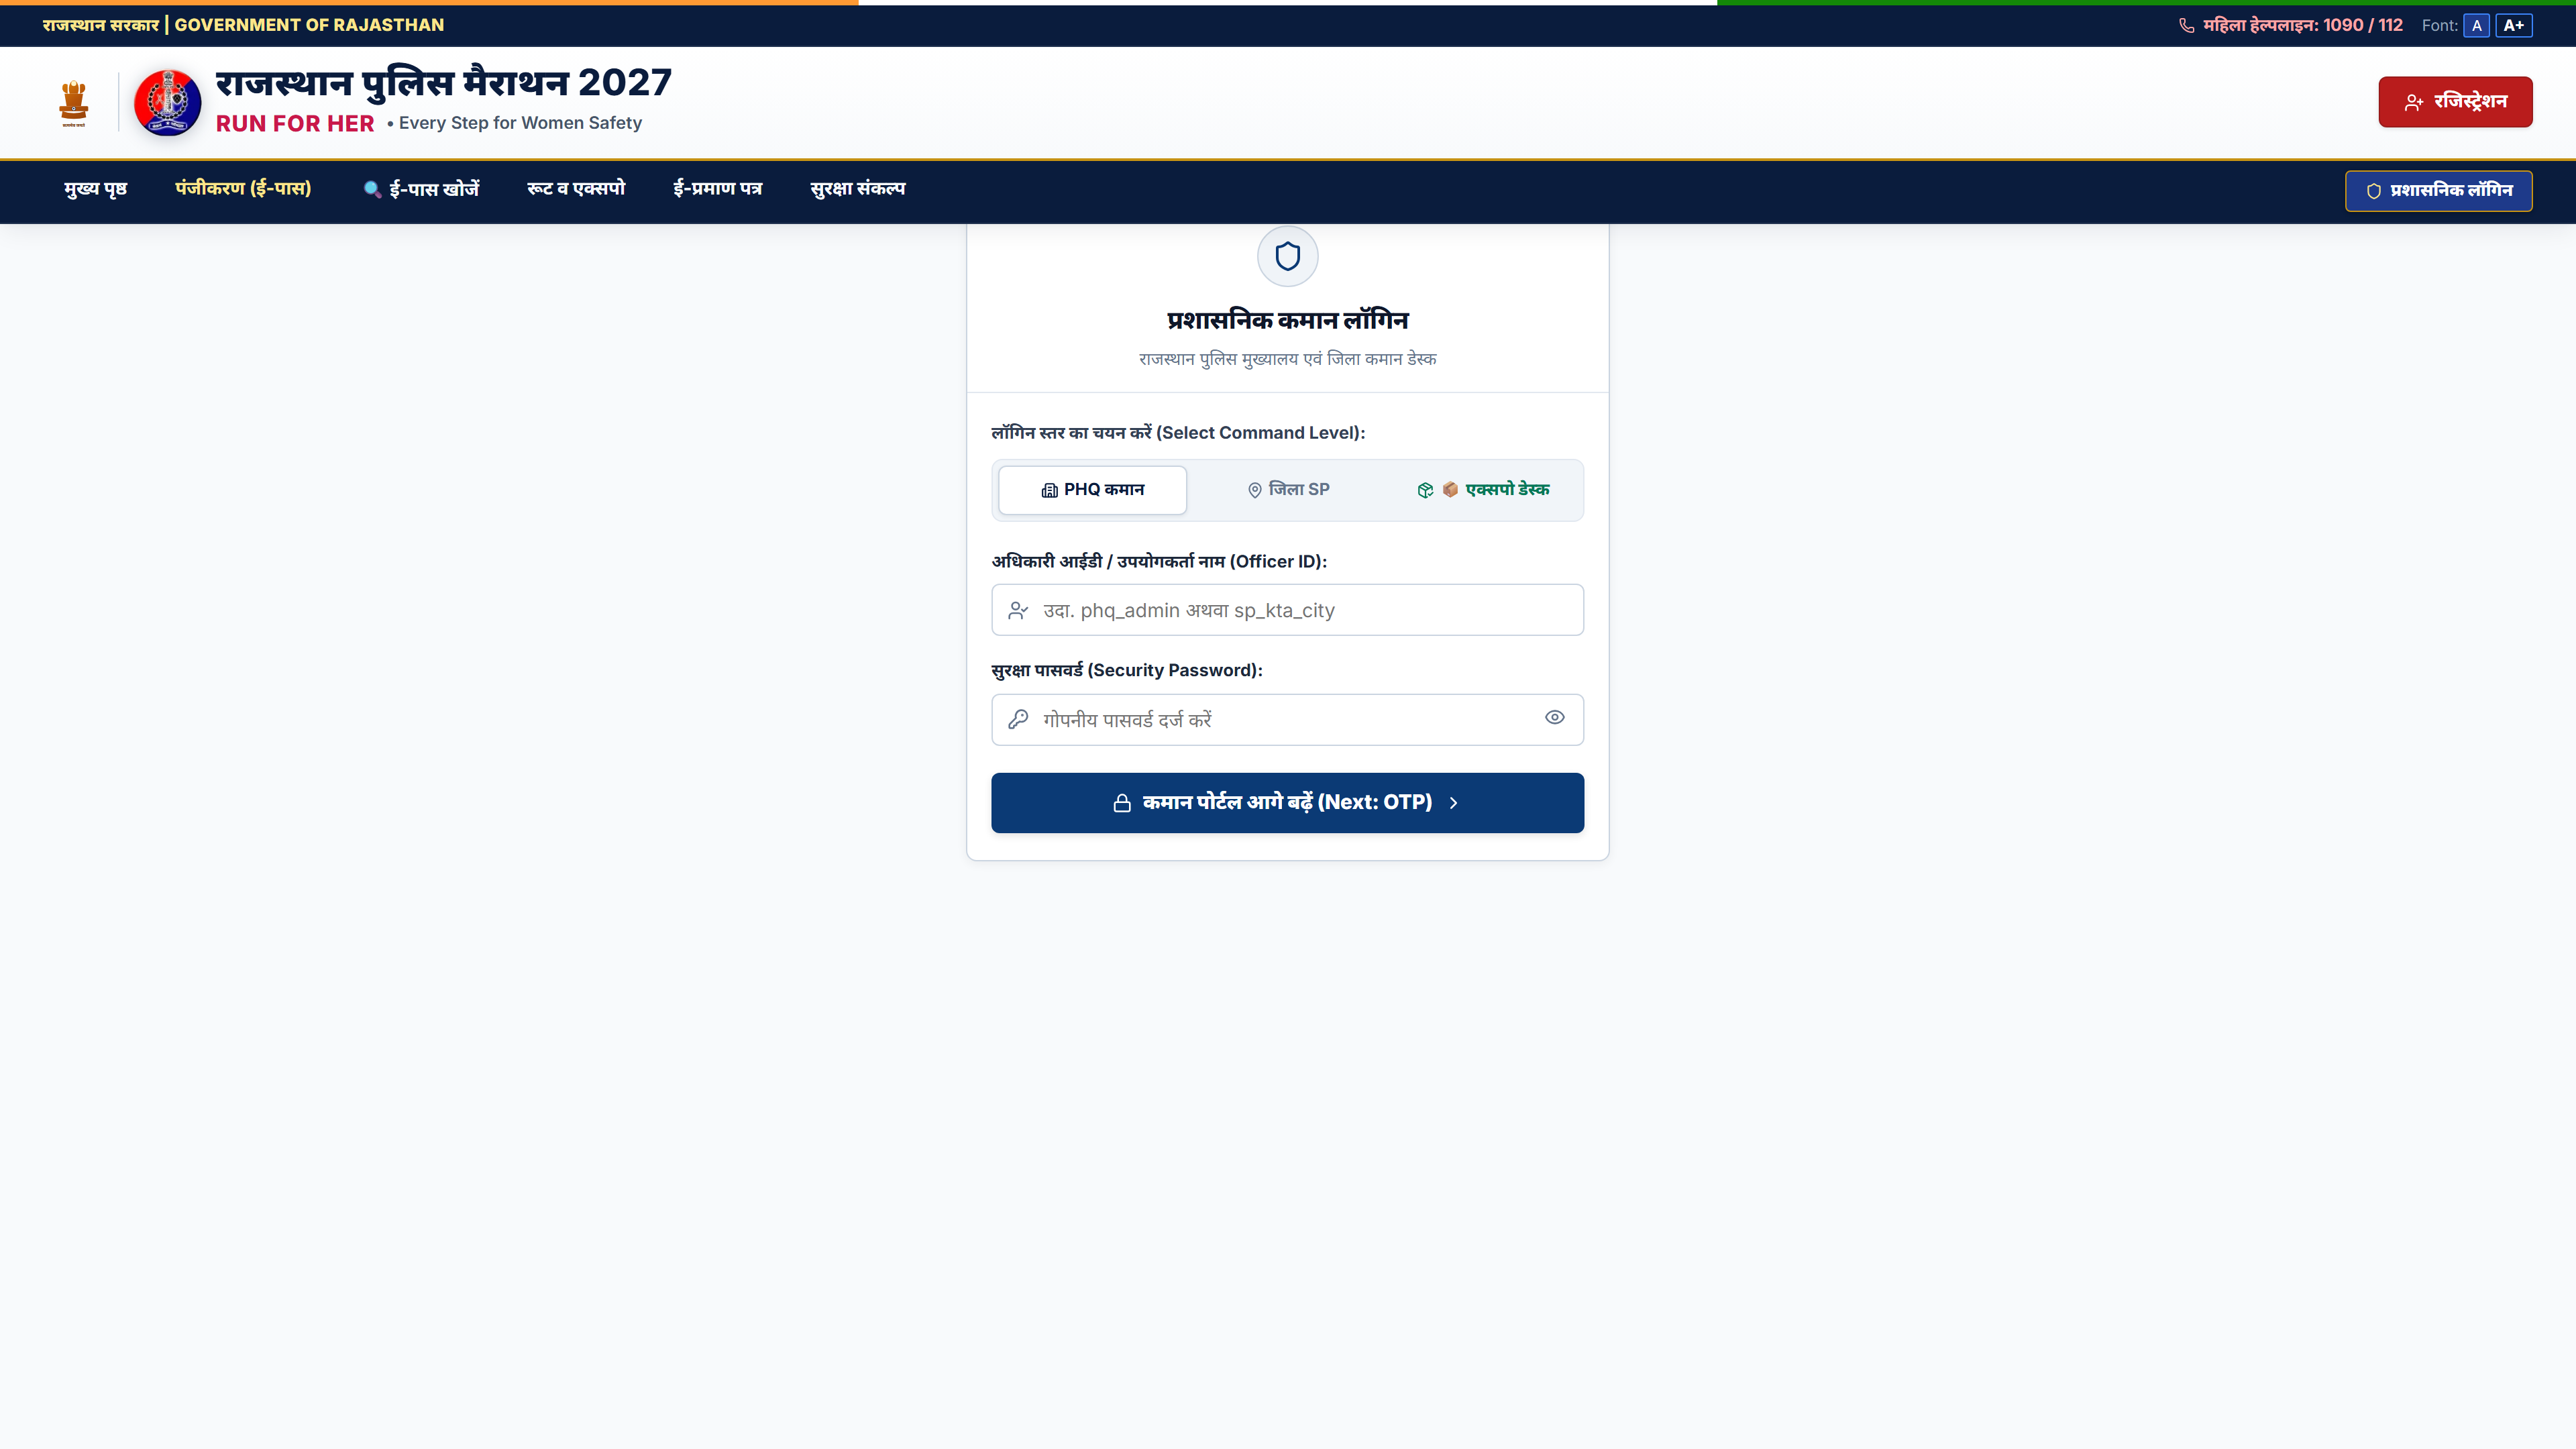 राजस्थान सरकार | GOVERNMENT OF RAJASTHAN
महिला हेल्पलाइन: 1090 / 112 Font: A A+
राजस्थान पुलिस मैराथन 2027
RUN FOR HER • Every Step for Women Safety
रजिस्ट्रेशन
मुख्य पृष्ठ पंजीकरण (ई-पास) ई-पास खोजें रूट व एक्सपो ई-प्रमाण पत्र सुरक्षा संकल्प प्रशासनिक लॉगिन
प्रशासनिक कमान लॉगिन
राजस्थान पुलिस मुख्यालय एवं जिला कमान डेस्क
लॉगिन स्तर का चयन करें (Select Command Level):
PHQ कमान जिला SP एक्सपो डेस्क
अधिकारी आईडी / उपयोगकर्ता नाम (Officer ID):
उदा. phq_admin अथवा sp_kta_city
सुरक्षा पासवर्ड (Security Password):
गोपनीय पासवर्ड दर्ज करें
कमान पोर्टल आगे बढ़ें (Next: OTP)